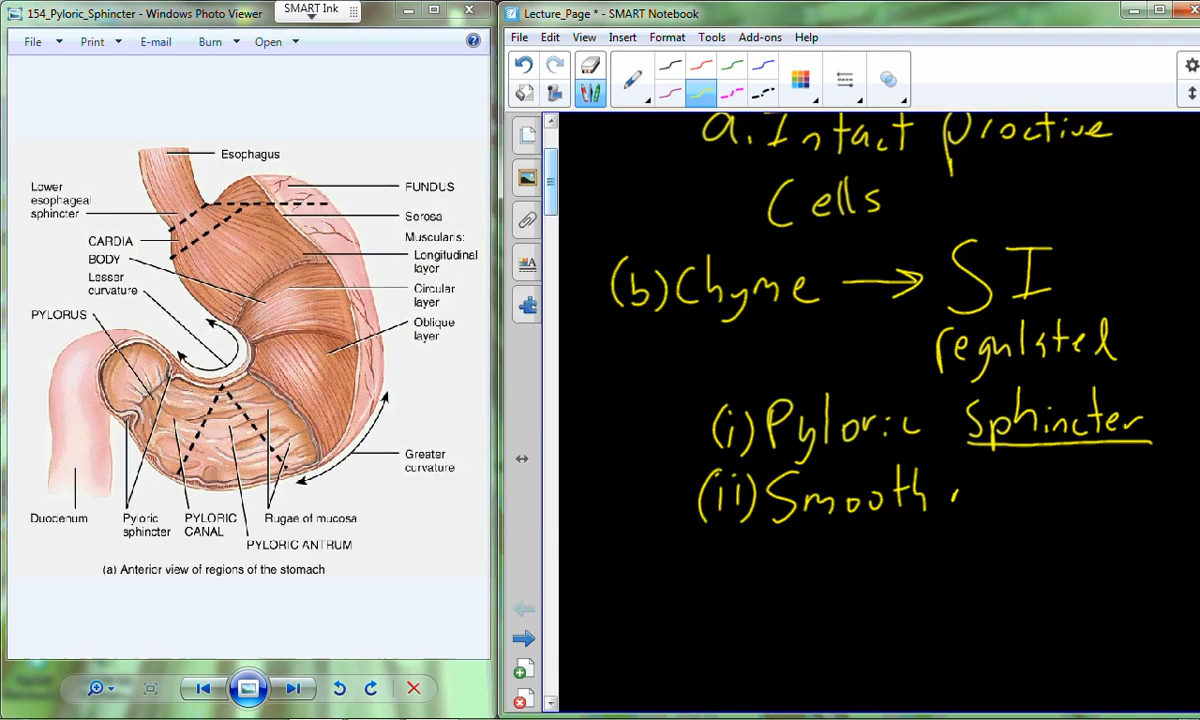 154_Pyloric_Sphincter - Windows Photo Viewer
SMART Ink
File Print E-mail Burn Open
Esophagus
Lower
esophageal
sphincter
FUNDUS
Serosa
CARDIA
Muscularis:
BODY
Longitudinal
layer
Lesser
curvature
Circular
layer
PYLORUS
Oblique
layer
Greater
curvature
Duodenum
Pyloric
sphincter
PYLORIC
CANAL
Rugae of mucosa
PYLORIC ANTRUM
(a) Anterior view of regions of the stomach
Lecture_Page * - SMART Notebook
File Edit View Insert Format Tools Add-ons Help
a. Intact proctive
Cells
(b) Chyme → SI
regulated
(i) Pyloric Sphincter
(ii) Smooth